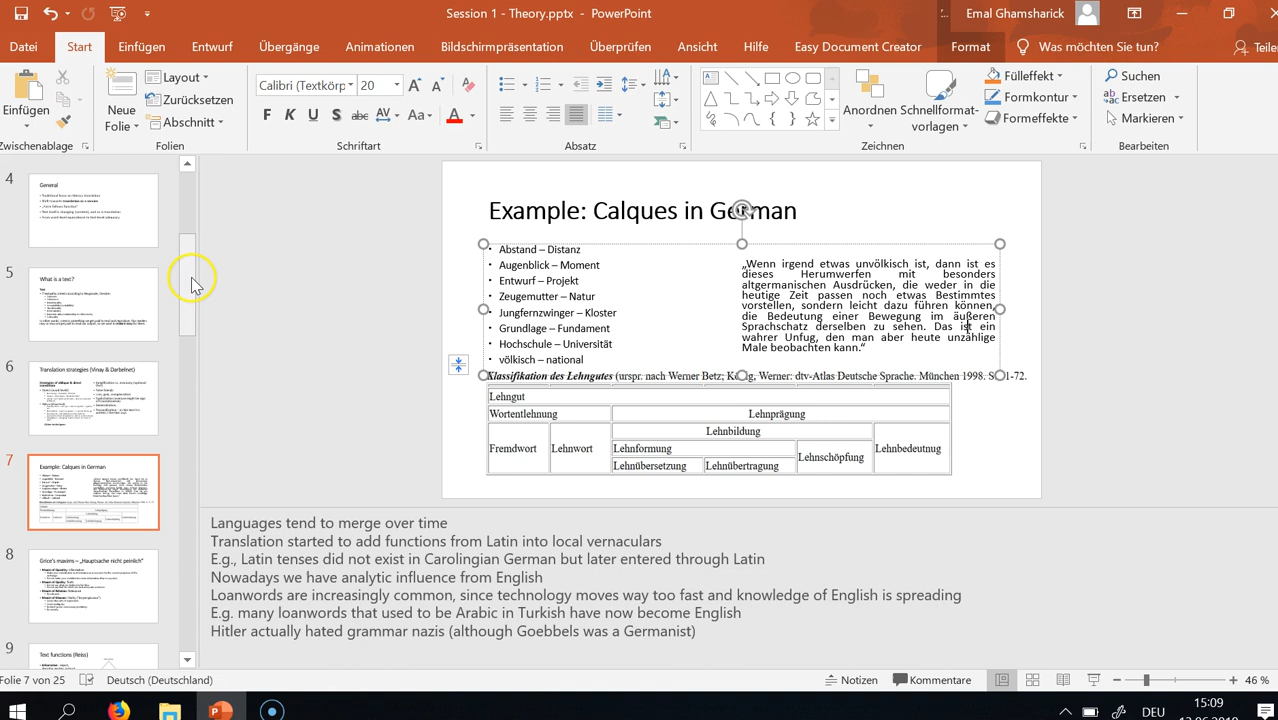 Session 1 - Theory.pptx - PowerPoint
Emal Ghamsharick
Datei
Start
Einfügen
Entwurf
Übergänge
Animationen
Bildschirmpräsentation
Überprüfen
Ansicht
Hilfe
Easy Document Creator
Format
Was möchten Sie tun?
Teilen
Einfügen
Zwischenablage
Neue
Folie
Layout
Zurücksetzen
Abschnitt
Folien
Calibri (Textkörp
20
F K U S abc AV Aa A
Schriftart
Absatz
Anordnen
Schnellformat-
vorlagen
Fülleffekt
Formkontur
Formeffekte
Zeichnen
Suchen
Ersetzen
Markieren
Bearbeiten
4
General
5
What is a text?
6
Translation strategies (Vinay & Darbelnet)
7
Example: Calques in German
8
Grice's maxims – „Hauptsache nicht peinlich“
9
Text functions (Reiss)
Example: Calques in German
• Abstand – Distanz
• Augenblick – Moment
• Entwurf – Projekt
• Zeugemutter – Natur
• Jungfernzwinger – Kloster
• Grundlage – Fundament
• Hochschule – Universität
• völkisch – national
„Wenn irgend etwas unvölkisch ist, dann ist es
dieses Herumwerfen mit besonders
altgermanischen Ausdrücken, die weder in die
heutige Zeit passen noch etwas Bestimmtes
vorstellen, sondern leicht dazu führen können,
die Bedeutung einer Bewegung im äußeren
Sprachschatz derselben zu sehen. Das ist ein
wahrer Unfug, den man aber heute unzählige
Male beobachten kann.“
Klassifikation des Lehngutes (urspr. nach Werner Betz; Werner: dtv-Atlas Deutsche Sprache. München 1998. 1-72.
Lehngut
Wortentlehnung
Lehnprägung
Fremdwort
Lehnwort
Lehnbildung
Lehnbedeutnug
Lehnformung
Lehnschöpfung
Lehnübersetzung
Lehnübertragung
Languages tend to merge over time
Translation started to add functions from Latin into local vernaculars
E.g., Latin tenses did not exist in Carolingian German but later entered through Latin
Nowadays we have analytic influence from English
Loanwords are increasingly common, since technology moves way too fast and knowledge of English is spreading
E.g. many loanwords that used to be Arabic in Turkish have now become English
Hitler actually hated grammar nazis (although Goebbels was a Germanist)
Folie 7 von 25
Deutsch (Deutschland)
Notizen
Kommentare
46 %
DEU
15:09